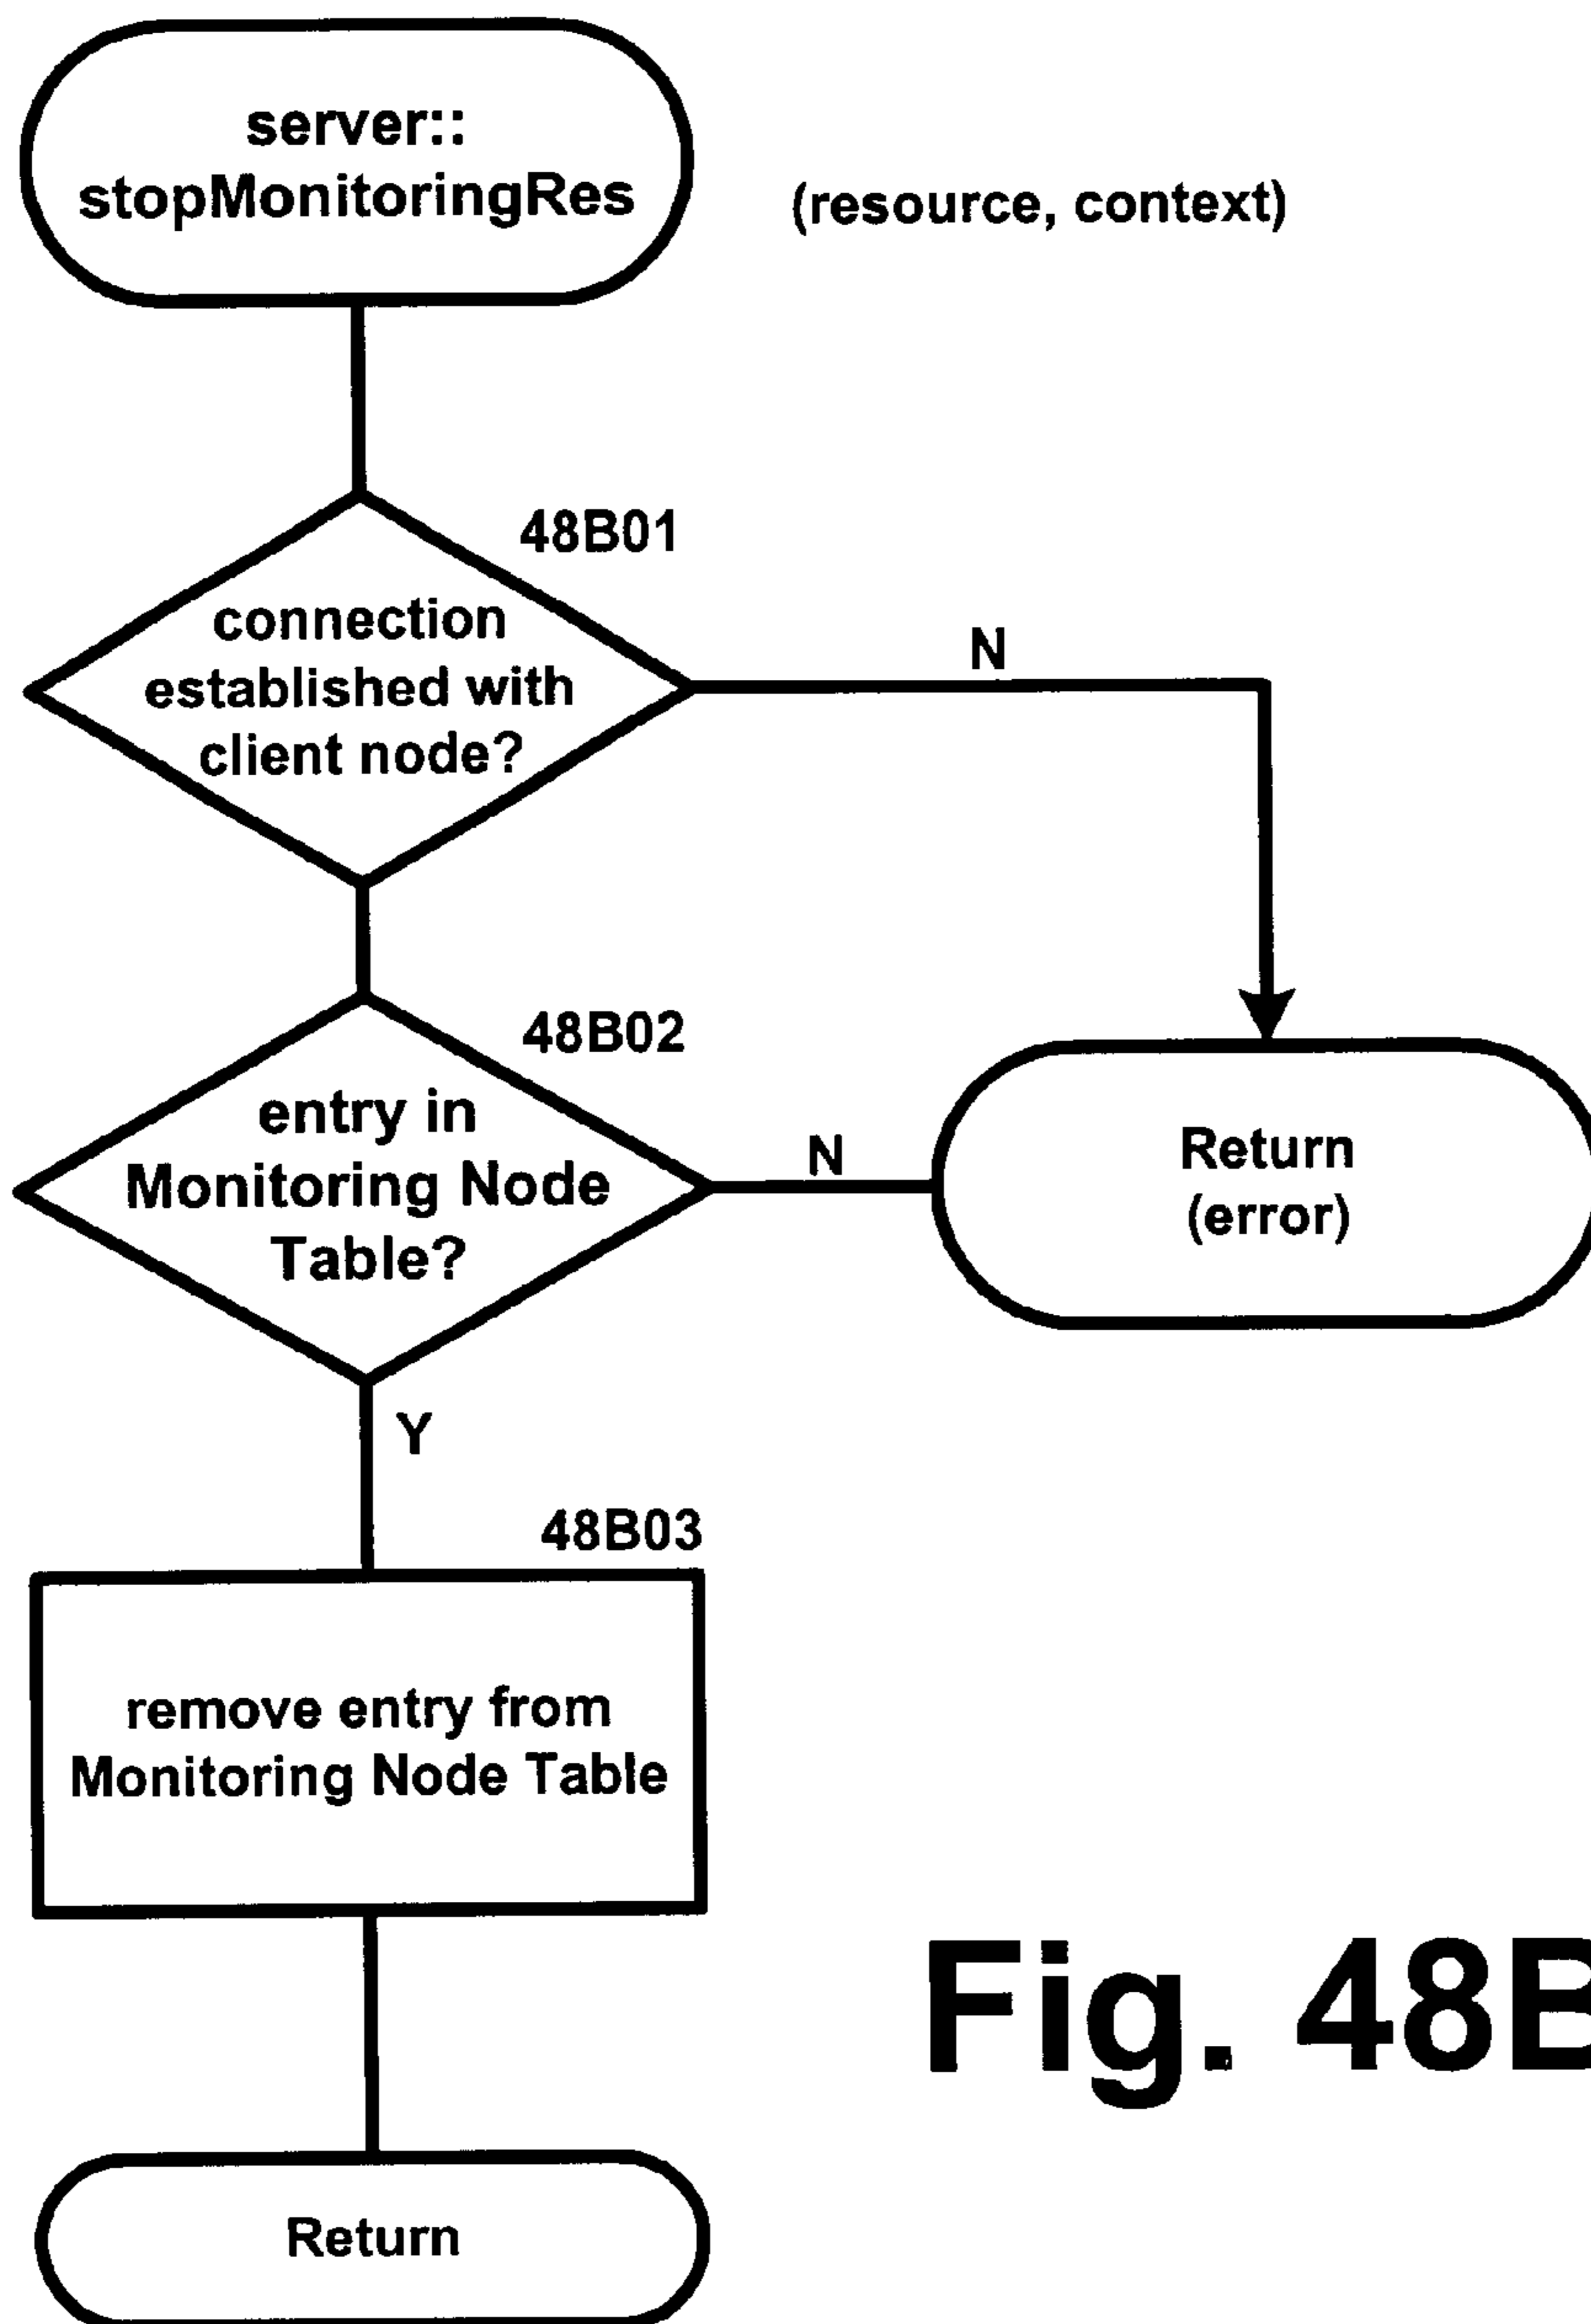 server::
stopMonitoringRes
(resource, context)
48B01
connection
established with
client node?
N
48B02
entry in
Monitoring Node
Table?
N
Return
(error)
Y
48B03
remove entry from
Monitoring Node Table
Fig. 48B
Return